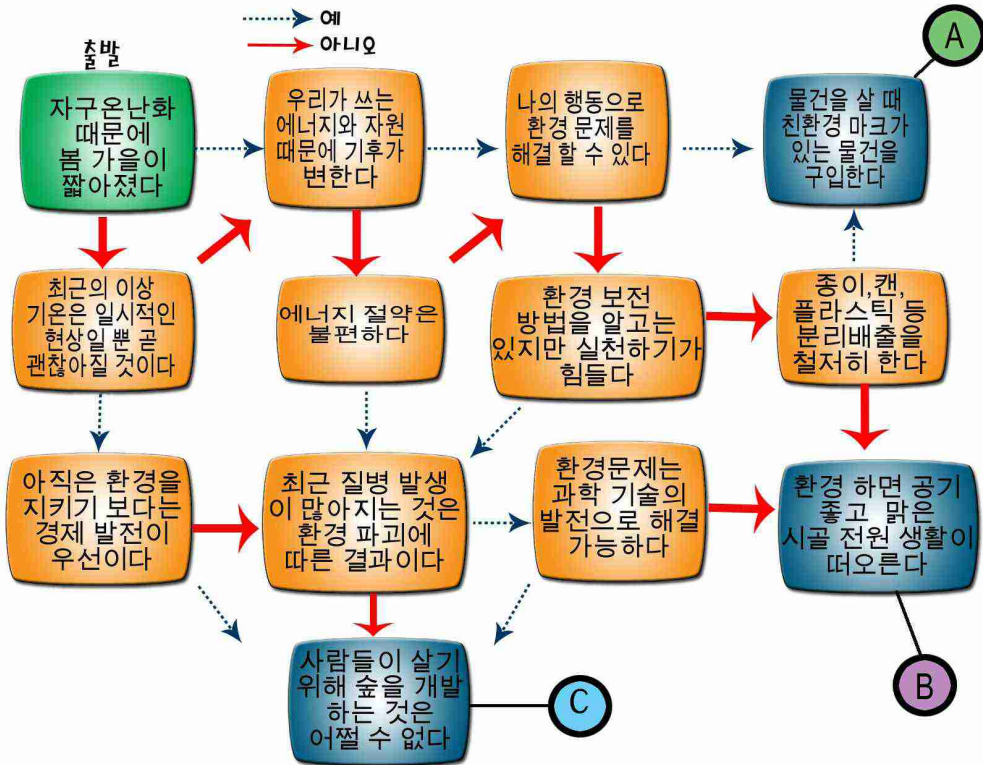 예
아니오
출발
자구온난화
때문에
봄 가을이
짧아졌다
우리가 쓰는
에너지와 자원
때문에 기후가
변한다
나의 행동으로
환경 문제를
해결 할 수 있다
물건을 살 때
친환경 마크가
있는 물건을
구입한다
A
최근의 이상
기온은 일시적인
현상일 뿐 곧
괜찮아질 것이다
에너지 절약은
불편하다
환경 보전
방법을 알고는
있지만 실천하기가
힘들다
종이,캔,
플라스틱 등
분리배출을
철저히 한다
아직은 환경을
지키기 보다는
경제 발전이
우선이다
최근 질병 발생
이 많아지는 것은
환경 파괴에
따른 결과이다
환경문제는
과학 기술의
발전으로 해결
가능하다
환경 하면 공기
좋고 맑은
시골 전원 생활이
떠오른다
B
사람들이 살기
위해 숲을 개발
하는 것은
어쩔 수 없다
C